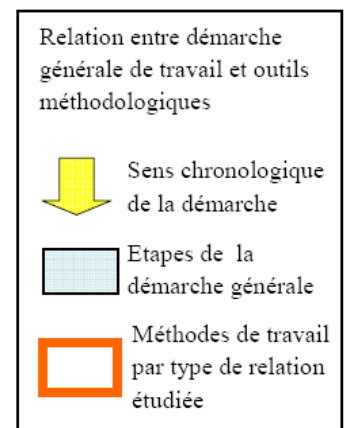 Relation entre démarche
générale de travail et outils
méthodologiques
Sens chronologique
de la démarche
Etapes de la
démarche générale
Méthodes de travail
par type de relation
étudiée